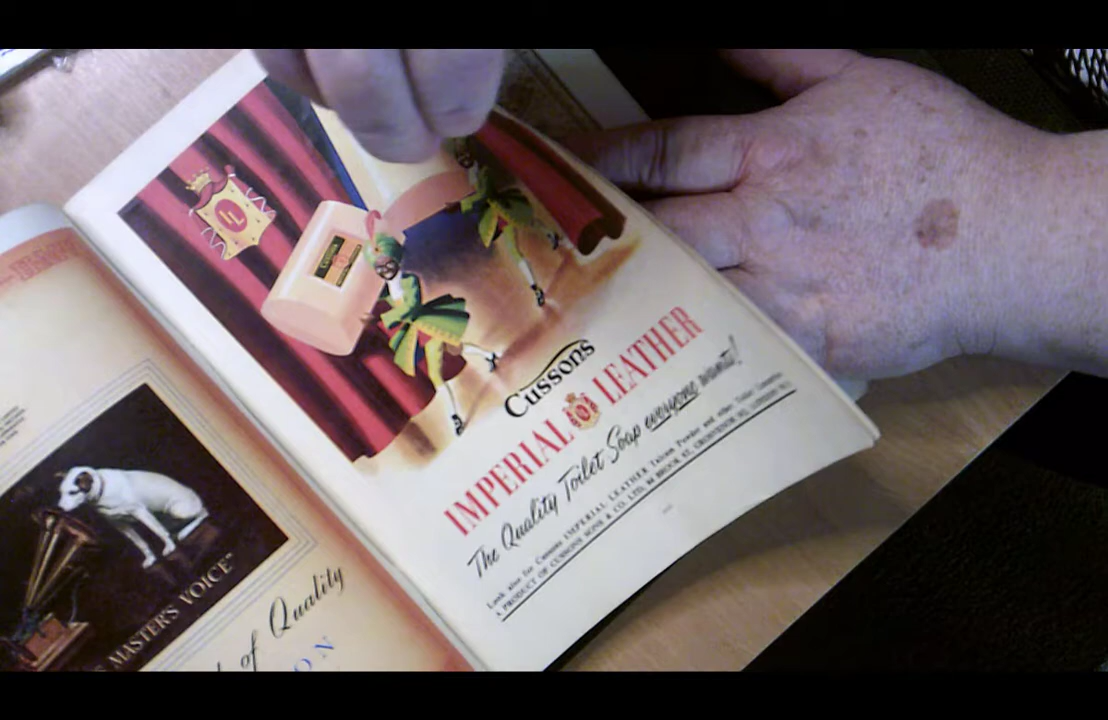 MASTER'S VOICE"
of Quality
ON
IL
Cussons
IMPERIAL LEATHER
The Quality Toilet Soap everyone wants!
Look also for Cussons IMPERIAL LEATHER Talcum Powder and other Toilet Luxuries
A PRODUCT OF CUSSONS SONS & CO. LTD. 84 BROOK ST. GROSVENOR SQ. LONDON W.1.